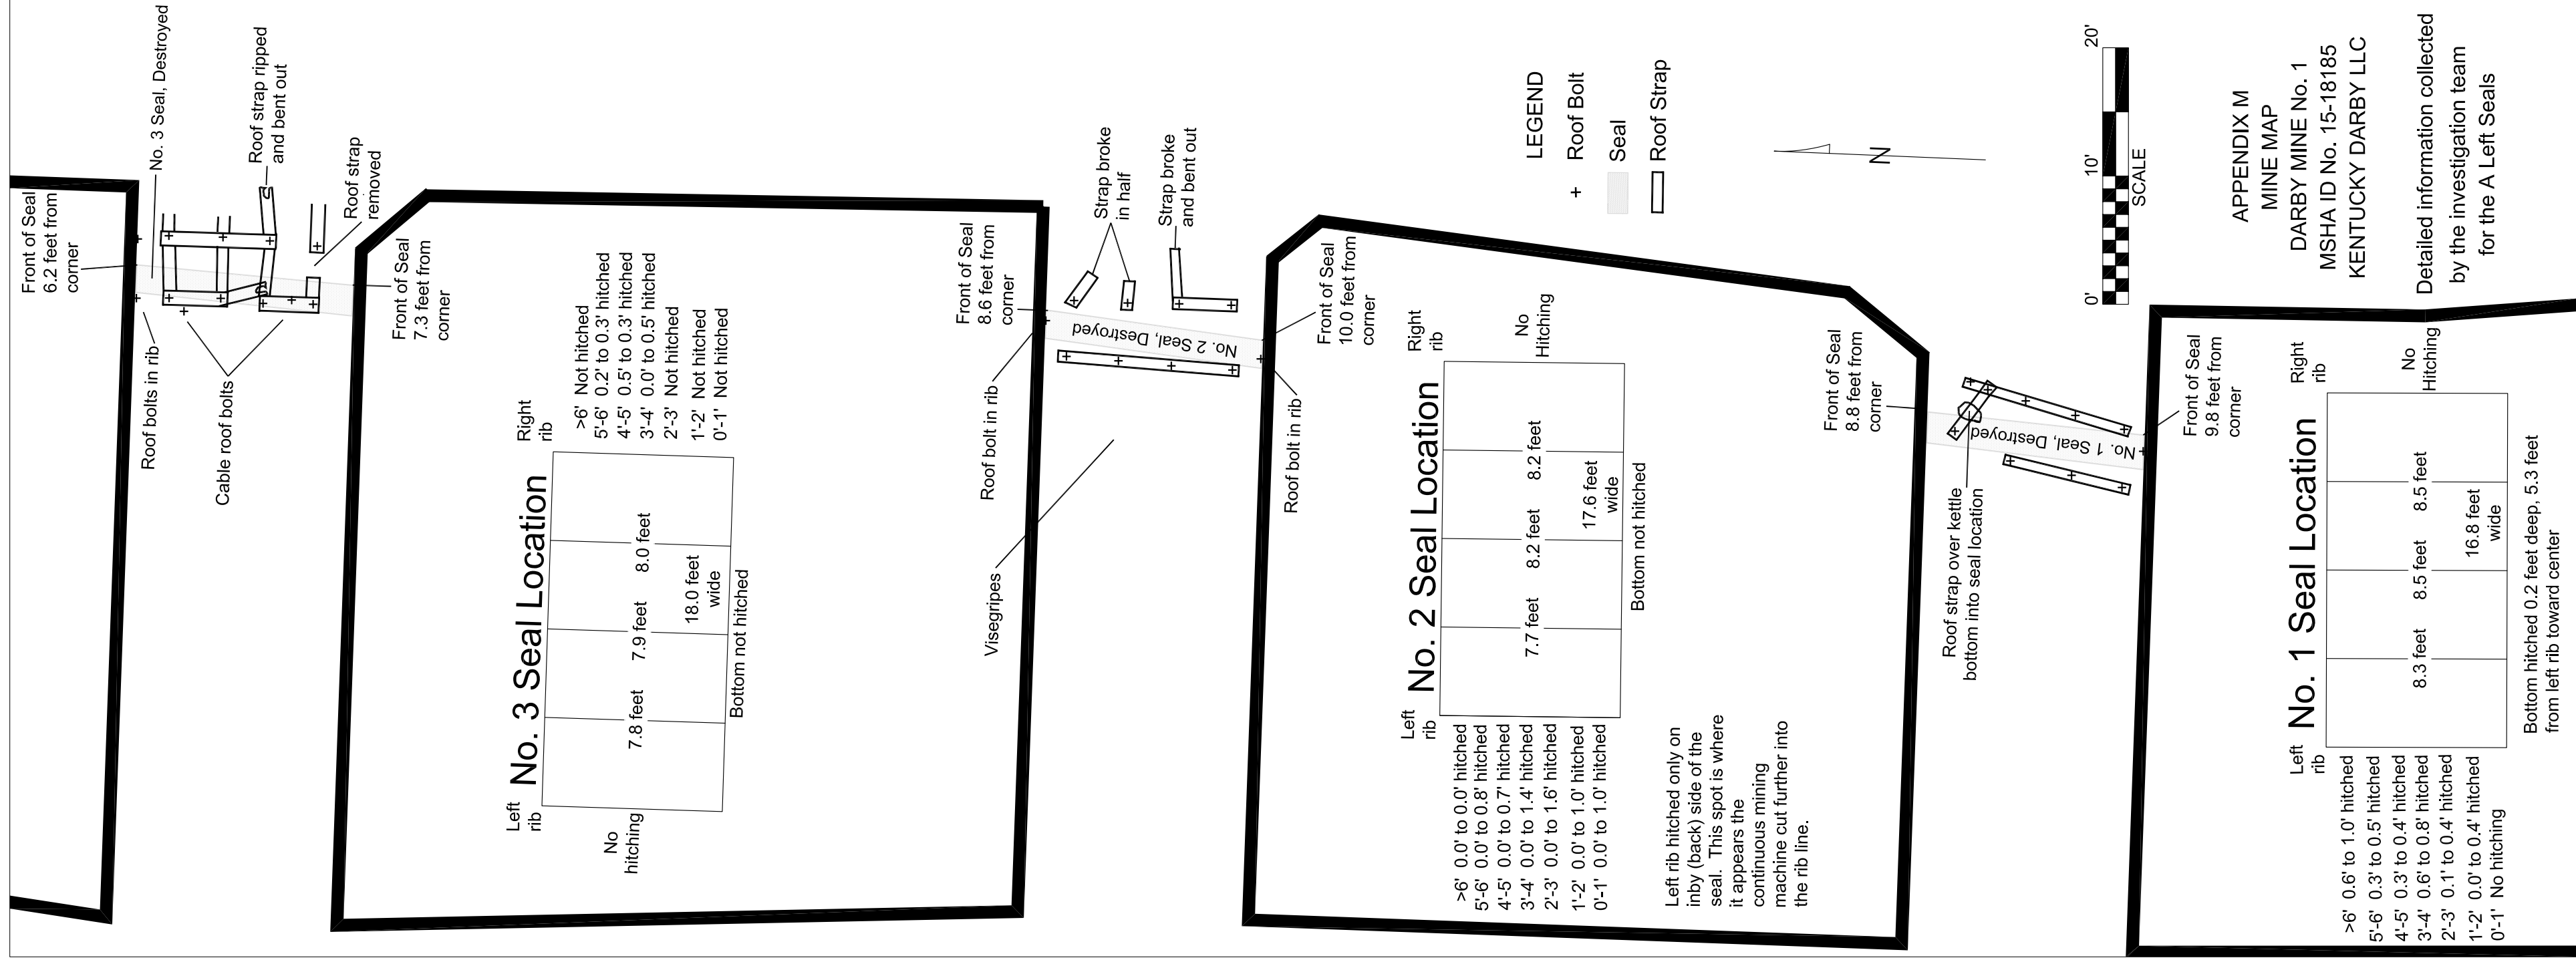 Front of Seal
6.2 feet from
corner
No. 3 Seal, Destroyed
Roof strap ripped
and bent out
Roof strap
removed
Roof bolts in rib
Cable roof bolts
Front of Seal
7.3 feet from
corner
No. 3 Seal Location
Left
rib
Right
rib
No
hitching
7.8 feet
7.9 feet
8.0 feet
18.0 feet
wide
Bottom not hitched
>6' Not hitched
5'-6' 0.2' to 0.3' hitched
4'-5' 0.5' to 0.3' hitched
3'-4' 0.0' to 0.5' hitched
2'-3' Not hitched
1'-2' Not hitched
0'-1' Not hitched
Front of Seal
8.6 feet from
corner
Roof bolt in rib
Visegripes
Strap broke
in half
Strap broke
and bent out
No. 2 Seal, Destroyed
Roof bolt in rib
Front of Seal
10.0 feet from
corner
No. 2 Seal Location
Left
rib
Right
rib
No
Hitching
7.7 feet
8.2 feet
8.2 feet
17.6 feet
wide
Bottom not hitched
>6' 0.0' to 0.0' hitched
5'-6' 0.0' to 0.8' hitched
4'-5' 0.0' to 0.7' hitched
3'-4' 0.0' to 1.4' hitched
2'-3' 0.0' to 1.6' hitched
1'-2' 0.0' to 1.0' hitched
0'-1' 0.0' to 1.0' hitched
Left rib hitched only on
inby (back) side of the
seal. This spot is where
it appears the
continuous mining
machine cut further into
the rib line.
Front of Seal
8.8 feet from
corner
Roof strap over kettle
bottom into seal location
No. 1 Seal, Destroyed
Front of Seal
9.8 feet from
corner
No. 1 Seal Location
Left
rib
Right
rib
No
Hitching
8.3 feet
8.5 feet
8.5 feet
16.8 feet
wide
>6' 0.6' to 1.0' hitched
5'-6' 0.3' to 0.5' hitched
4'-5' 0.3' to 0.4' hitched
3'-4' 0.6' to 0.8' hitched
2'-3' 0.1' to 0.4' hitched
1'-2' 0.0' to 0.4' hitched
0'-1' No hitching
Bottom hitched 0.2 feet deep, 5.3 feet
from left rib toward center
LEGEND
Roof Bolt
Seal
Roof Strap
N
0' 10' 20'
SCALE
APPENDIX M
MINE MAP
DARBY MINE No. 1
MSHA ID No. 15-18185
KENTUCKY DARBY LLC
Detailed information collected
by the investigation team
for the A Left Seals